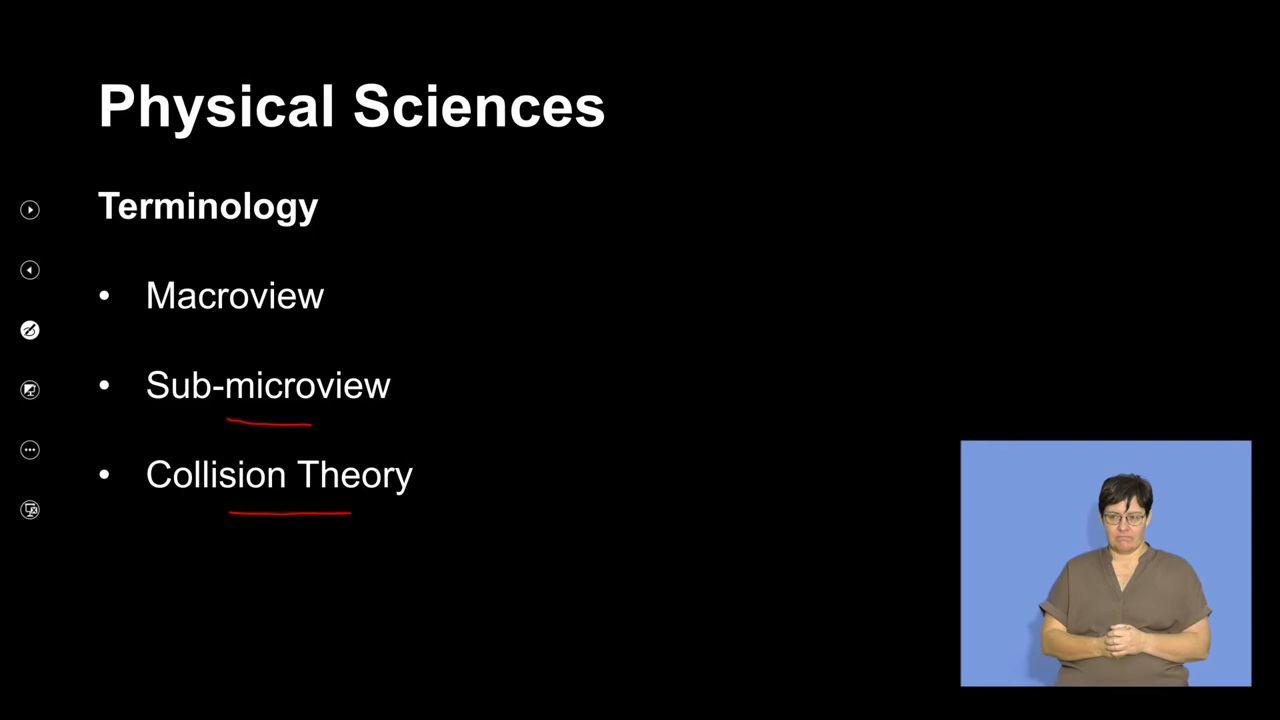 Physical Sciences
Terminology
• Macroview
• Sub-microview
• Collision Theory